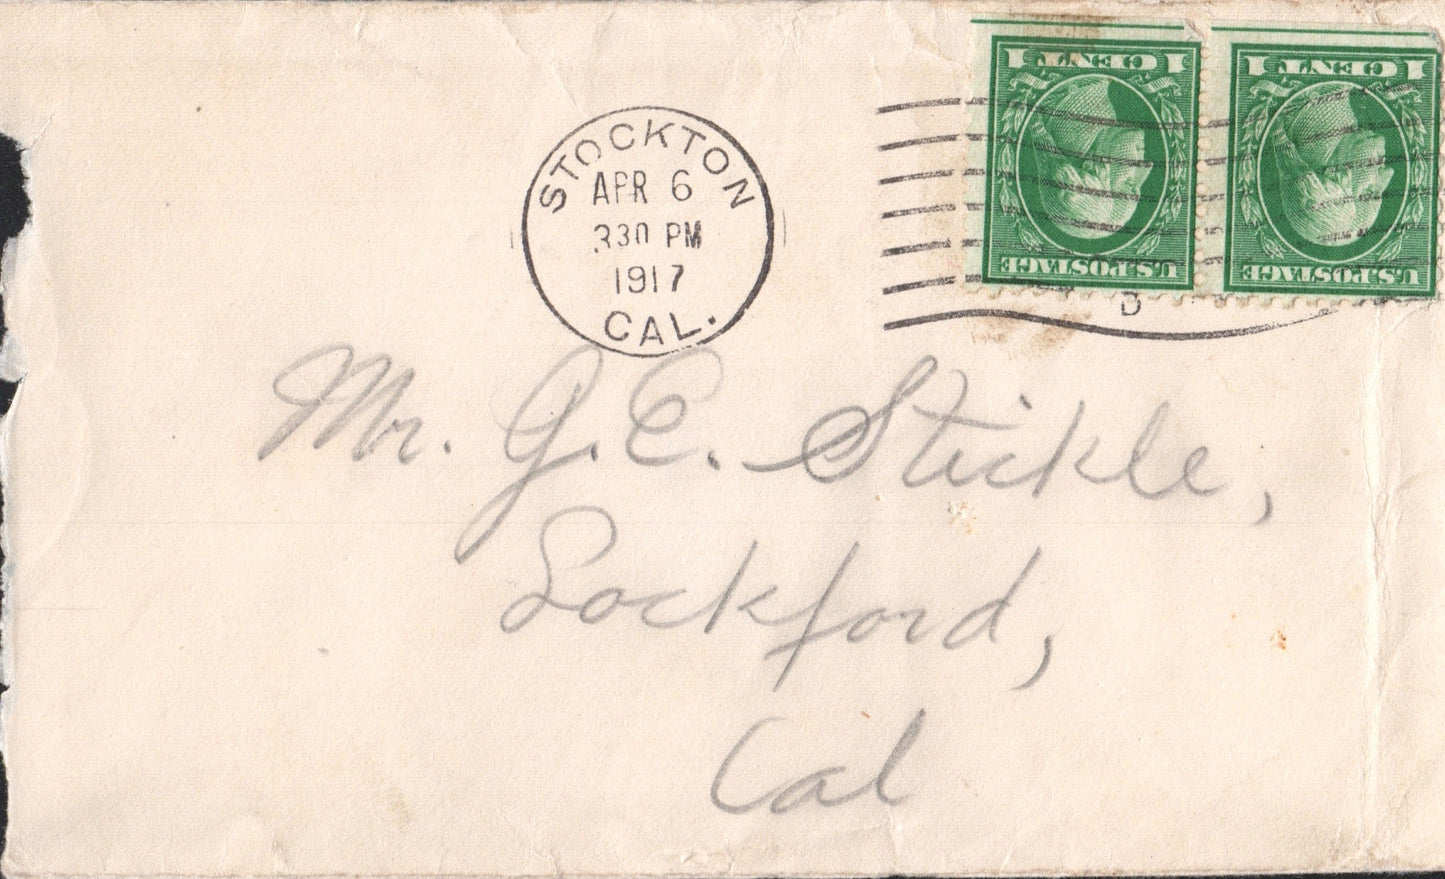 STOCKTON
APR 6
330 PM
1917
CAL.
1 CENT 1
U.S. POSTAGE
1 CENT 1
U.S. POSTAGE
Mr. J. E. Stickle,
Lockford,
Cal